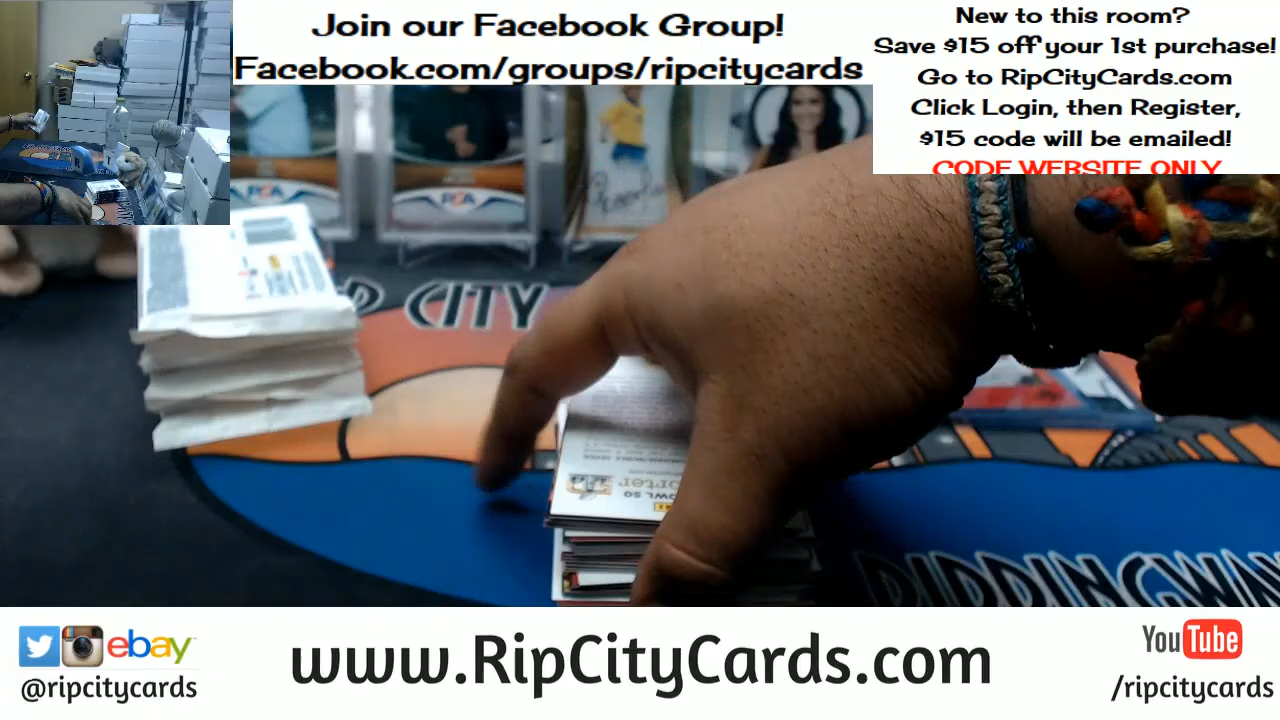 Join our Facebook Group!
Facebook.com/groups/ripcitycards
New to this room?
Save $15 off your 1st purchase!
Go to RipCityCards.com
Click Login, then Register,
$15 code will be emailed!
CODE WEBSITE ONLY
CITY
RIPPINGWAX
ebay
@ripcitycards
www.RipCityCards.com
YouTube
/ripcitycards